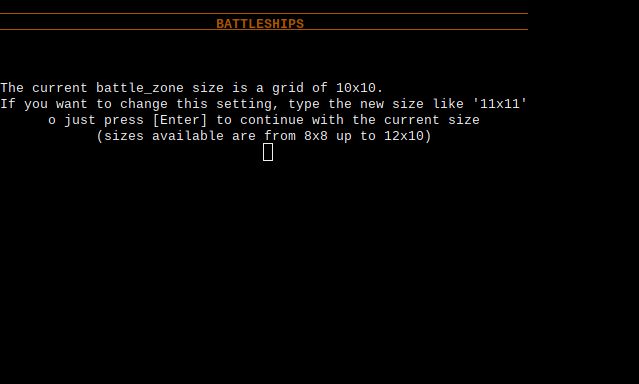 BATTLESHIPS
The current battle_zone size is a grid of 10x10.
If you want to change this setting, type the new size like '11x11'
o just press [Enter] to continue with the current size
(sizes available are from 8x8 up to 12x10)